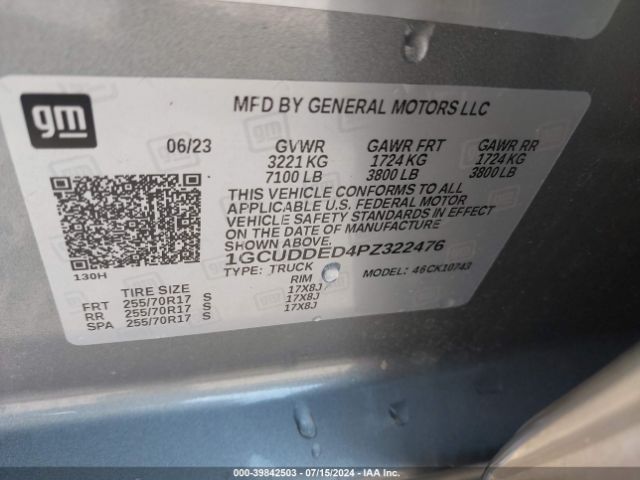 gm
MFD BY GENERAL MOTORS LLC
06/23 GVWR GAWR FRT GAWR RR
3221 KG 1724 KG 1724 KG
7100 LB 3800 LB 3800 LB
THIS VEHICLE CONFORMS TO ALL
APPLICABLE U.S. FEDERAL MOTOR
VEHICLE SAFETY STANDARDS IN EFFECT
ON THE DATE OF MANUFACTURE
SHOWN ABOVE.
1GCUDDED4PZ322476
130H
TYPE: TRUCK MODEL: 46CK10743
TIRE SIZE RIM
FRT 255/70R17 S 17X8J
RR 255/70R17 S 17X8J
SPA 255/70R17 S 17X8J
000-39842503 - 07/15/2024 - IAAI.com